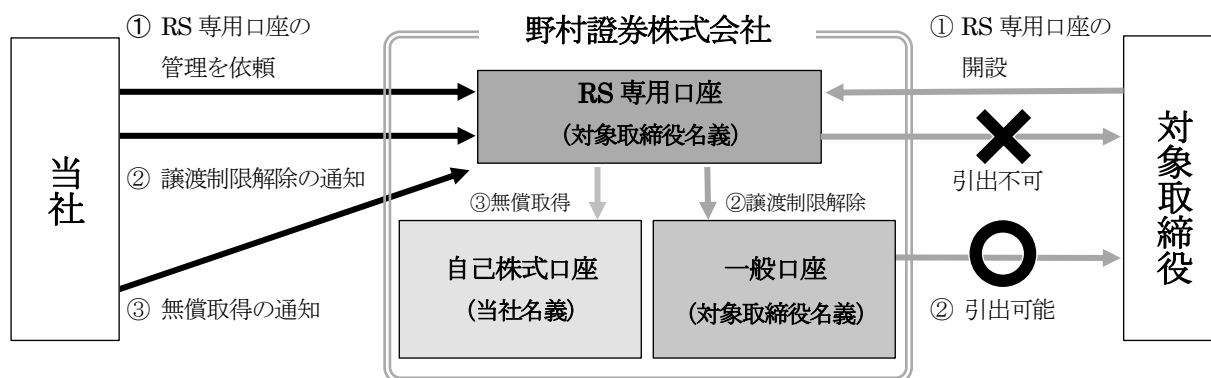 ① RS 専用口座の
管理を依頼
野村證券株式会社
① RS 専用口座の
開設
当社
RS 専用口座
(対象取締役名義)
対象取締役
② 譲渡制限解除の通知
引出不可
③無償取得
②譲渡制限解除
自己株式口座
(当社名義)
一般口座
(対象取締役名義)
③ 無償取得の通知
② 引出可能